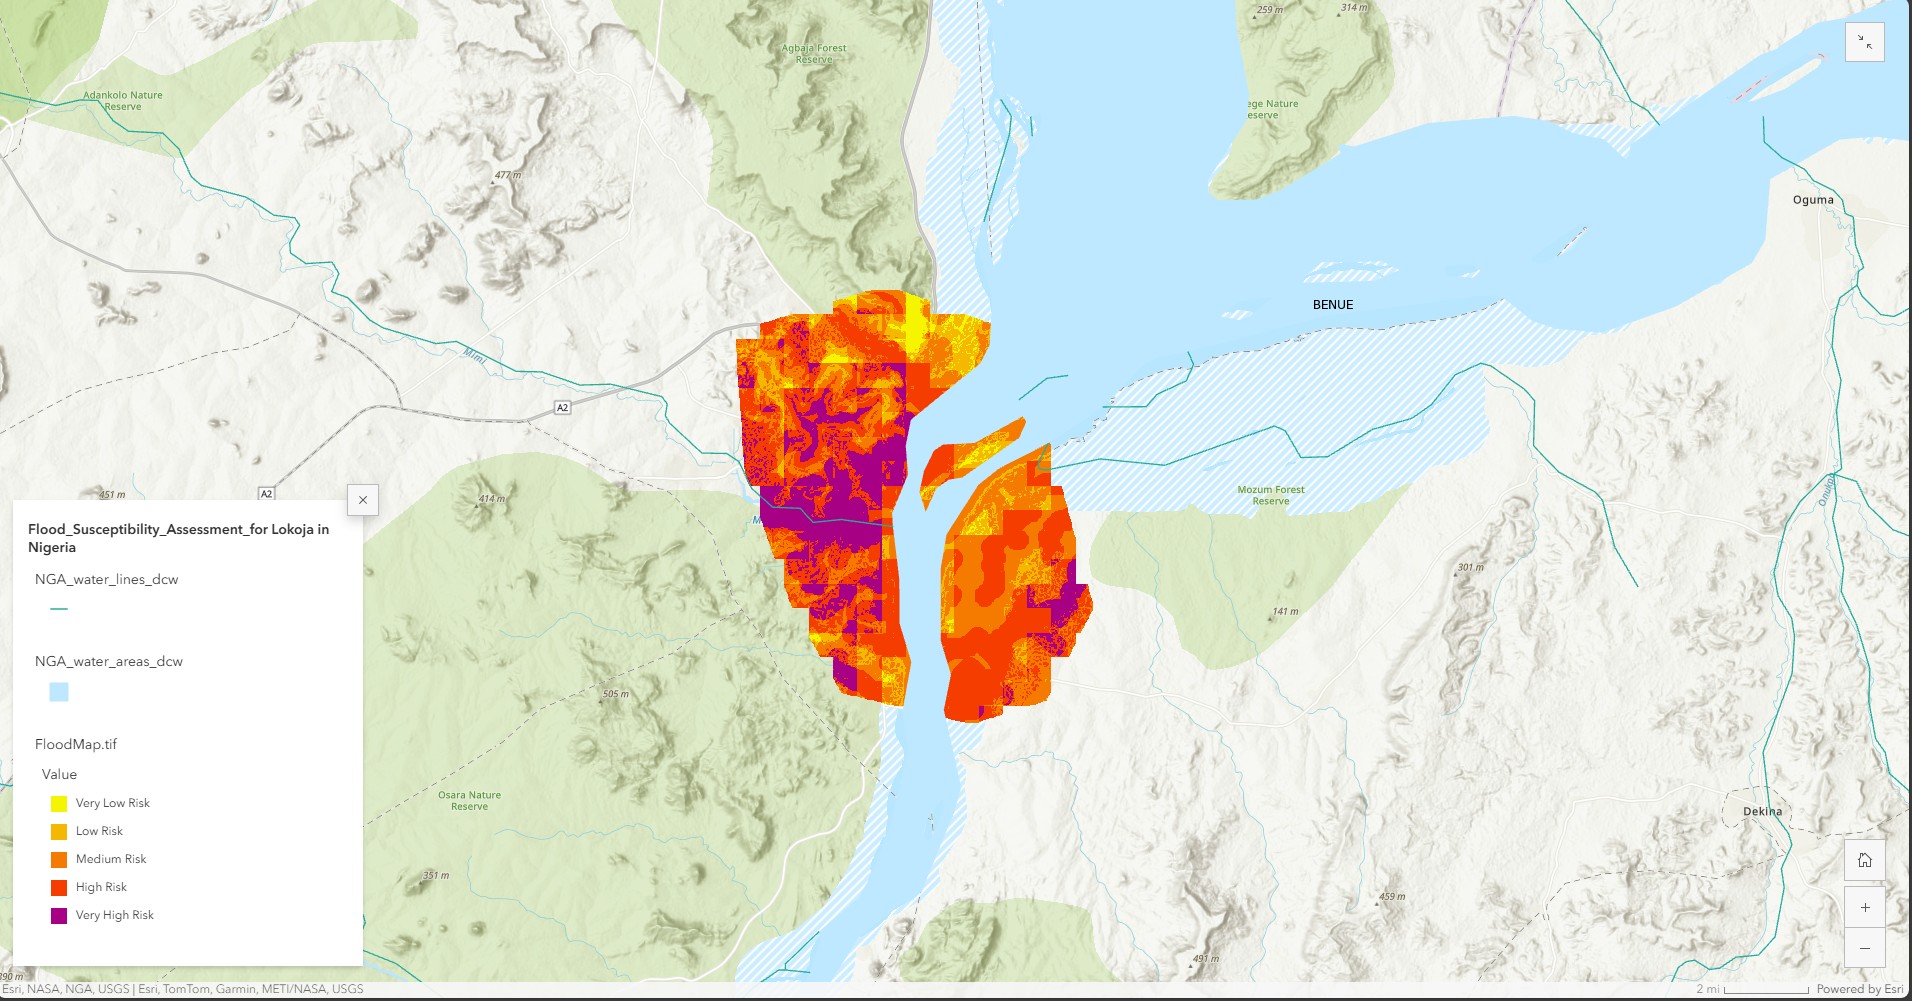 259 m
314 m
Agbaja Forest
Reserve
Adankolo Nature
Reserve
ege Nature
eserve
477 m
Oguma
BENUE
Mimi
A2
A2
451 m
414 m
Mozum Forest
Reserve
Onukpo
M
301 m
141 m
505 m
Osara Nature
Reserve
Dekina
351 m
459 m
491 m
390 m
Flood_Susceptibility_Assessment_for Lokoja in
Nigeria
NGA_water_lines_dcw
NGA_water_areas_dcw
FloodMap.tif
Value
Very Low Risk
Low Risk
Medium Risk
High Risk
Very High Risk
+
−
Esri, NASA, NGA, USGS | Esri, TomTom, Garmin, METI/NASA, USGS
2 mi
Powered by Esri